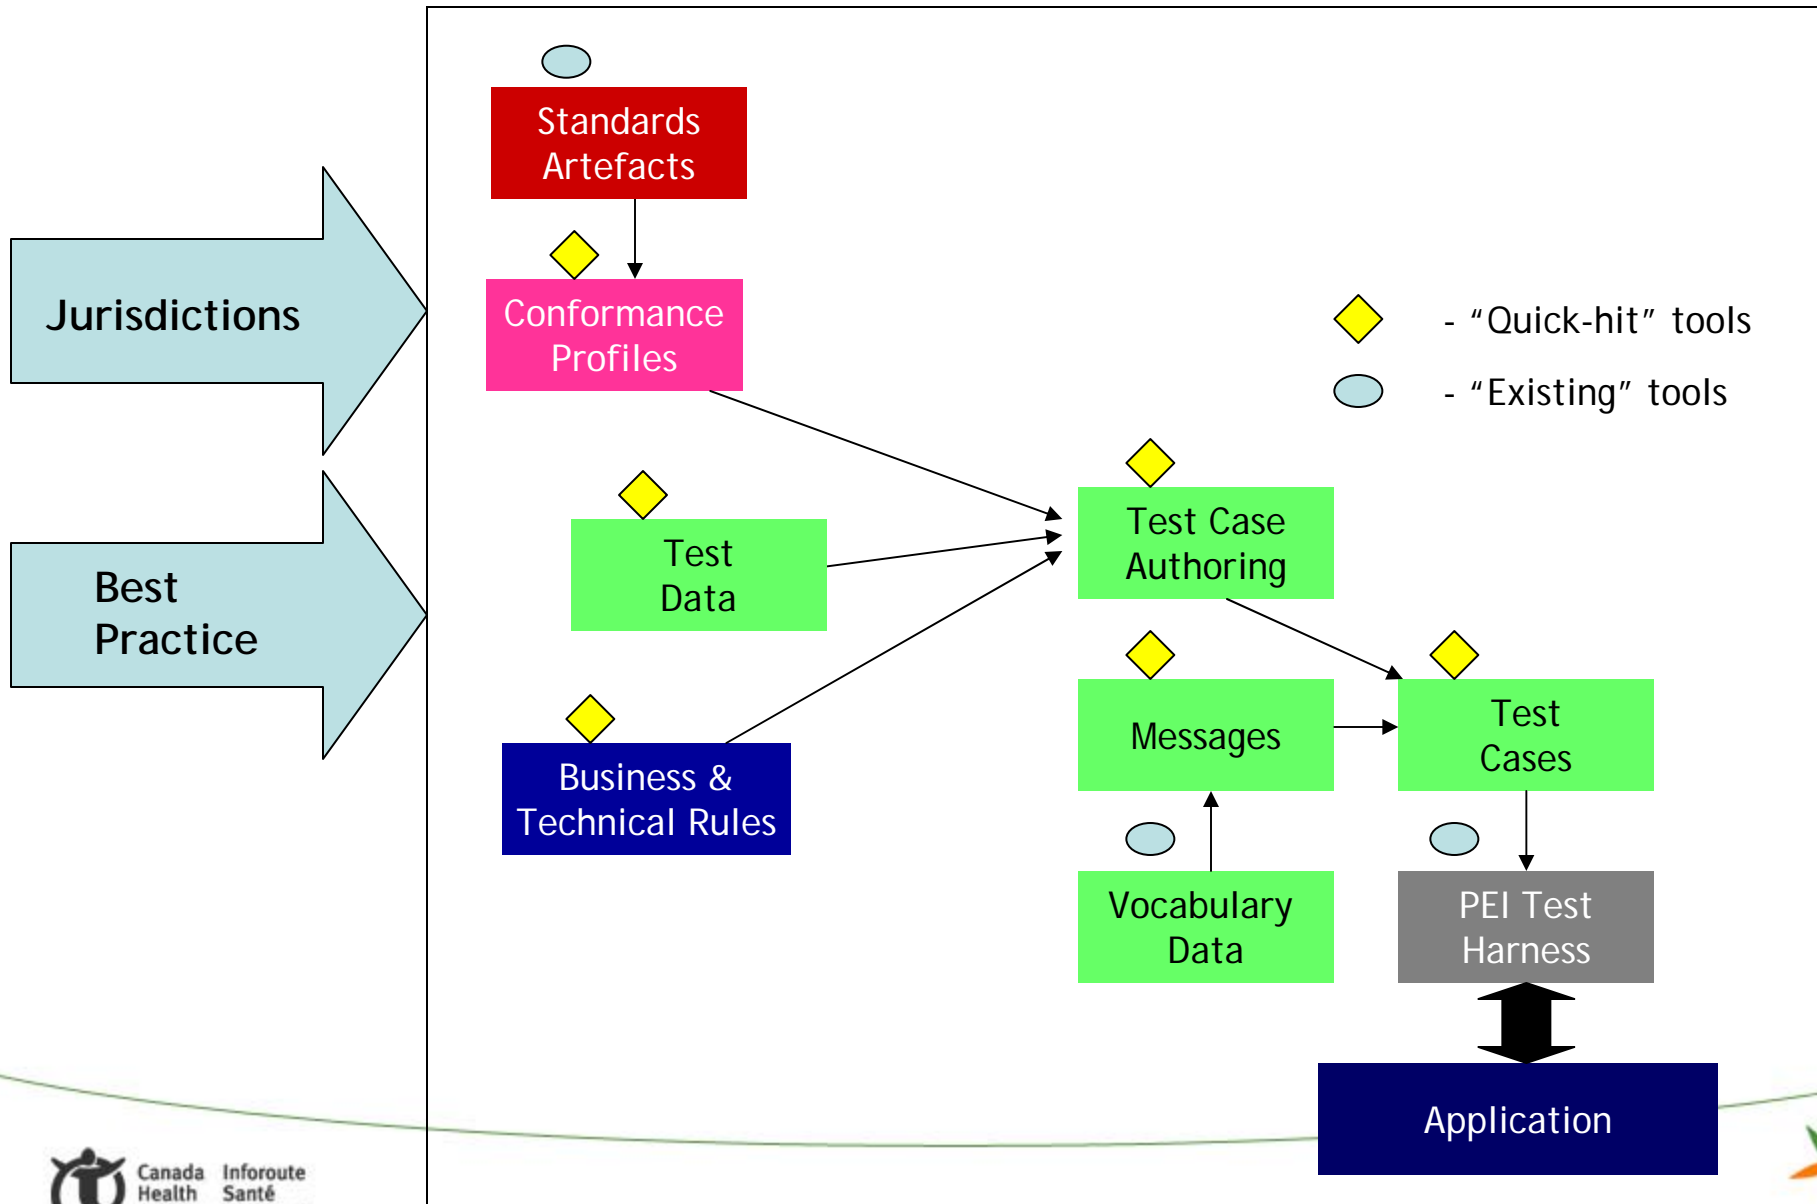 Standards
Artefacts
Conformance
Profiles
Jurisdictions
- "Quick-hit" tools
- "Existing" tools
Test
Data
Test Case
Authoring
Best
Practice
Messages
Test
Cases
Business &
Technical Rules
Vocabulary
Data
PEI Test
Harness
Application
Canada Inforoute
Health Santé